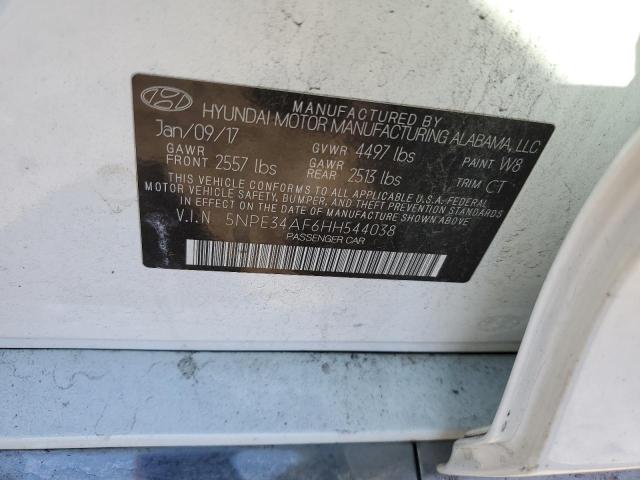 MANUFACTURED BY
HYUNDAI MOTOR MANUFACTURING ALABAMA, LLC
Jan/09/17 GVWR 4497 lbs PAINT W8
GAWR FRONT 2557 lbs GAWR REAR 2513 lbs TRIM CT
THIS VEHICLE CONFORMS TO ALL APPLICABLE U.S.A. FEDERAL
MOTOR VEHICLE SAFETY, BUMPER, AND THEFT PREVENTION
STANDARDS IN EFFECT ON THE DATE OF MANUFACTURE SHOWN ABOVE.
V.I.N 5NPE34AF6HH544038
PASSENGER CAR